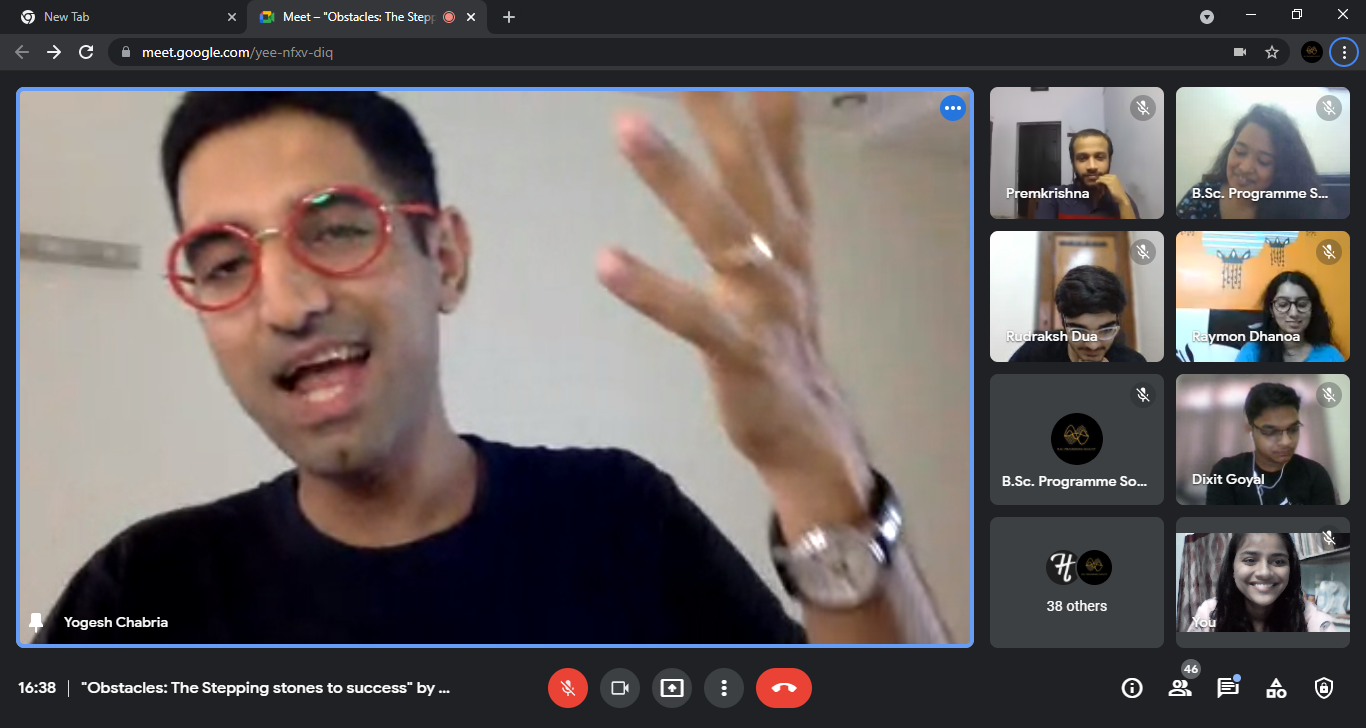 New Tab
Meet – "Obstacles: The Stepp
meet.google.com/yee-nfxv-diq
Yogesh Chabria
Premkrishna
B.Sc. Programme S...
Rudraksh Dua
Raymon Dhanoa
B.Sc. Programme So...
Dixit Goyal
H
38 others
You
16:38 | "Obstacles: The Stepping stones to success" by ...
46